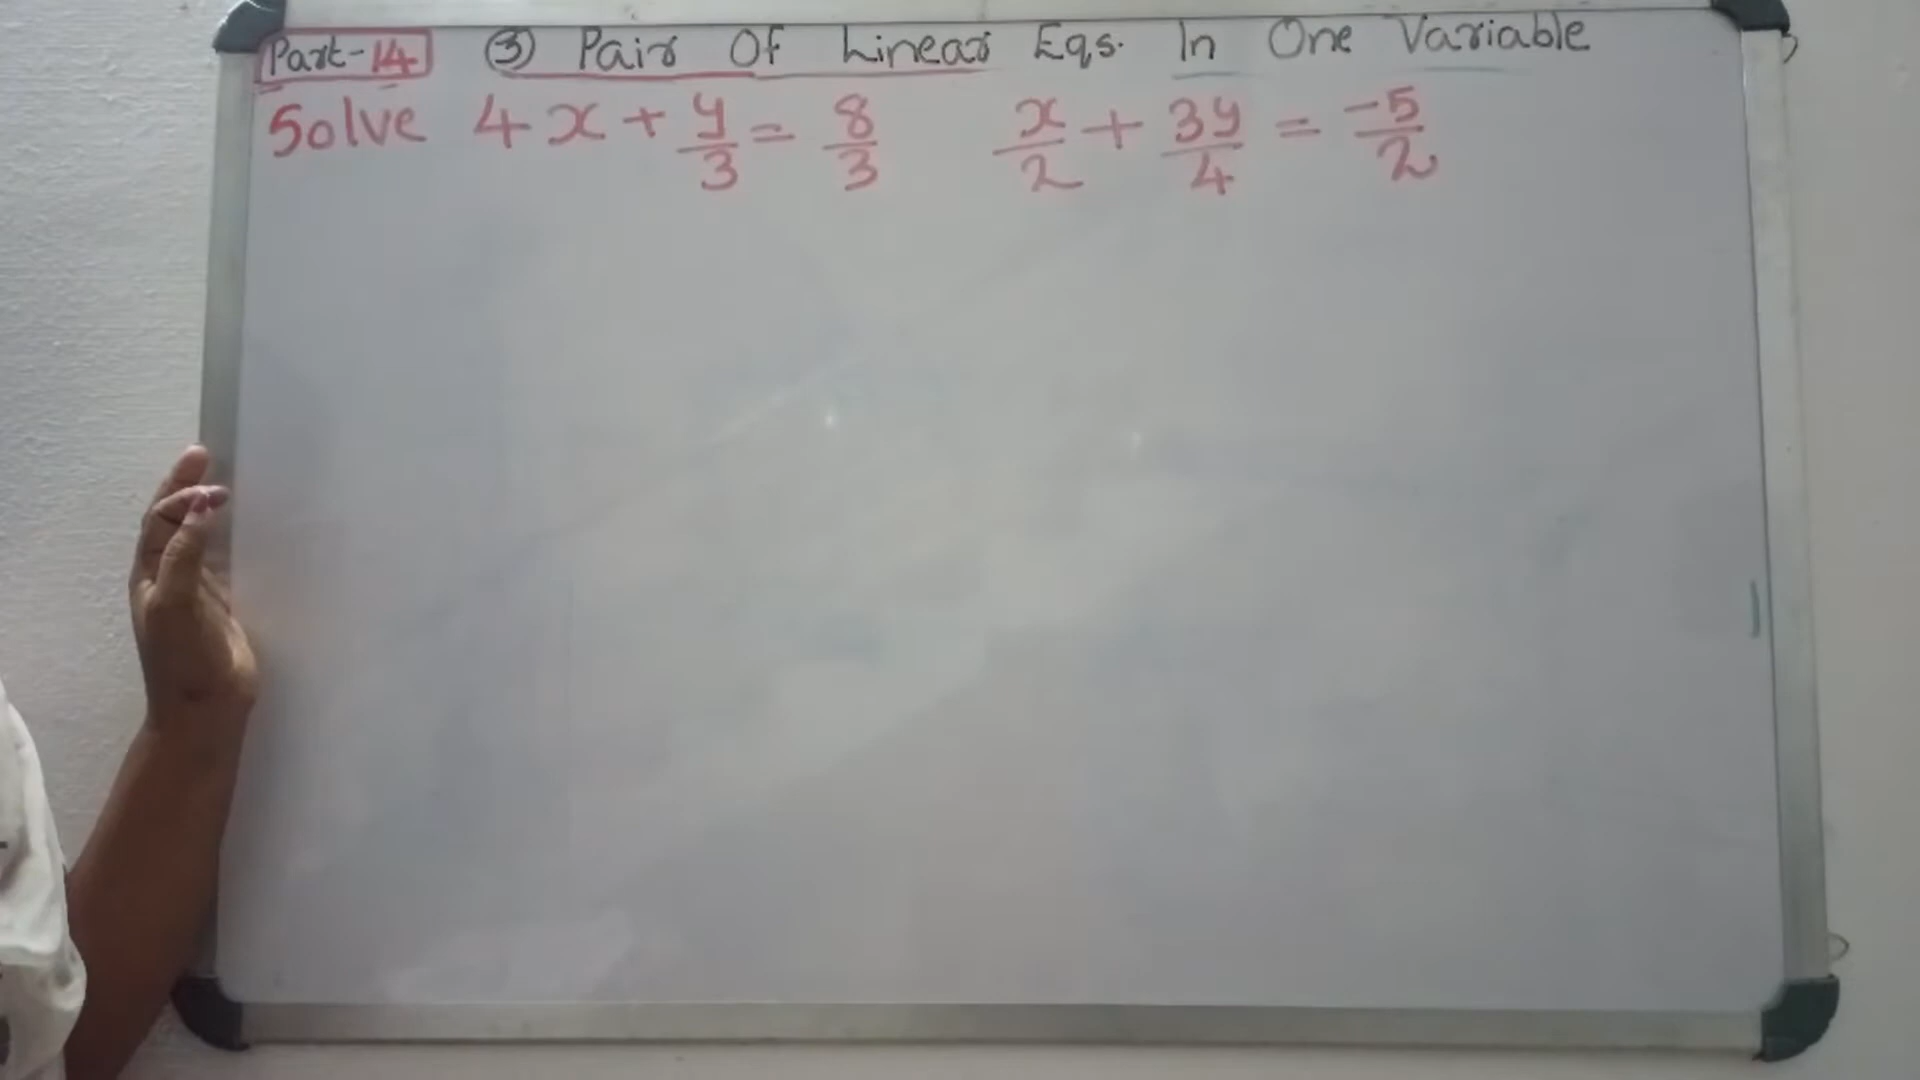 Part-14 ③ Pair Of Linear Eqs. In One Variable
Solve 4x + y/3 = 8/3 x/2 + 3y/4 = -5/2